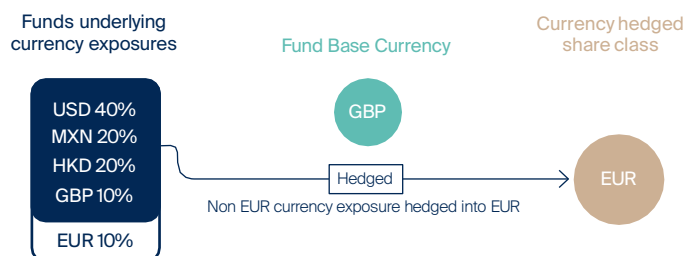 Funds underlying
currency exposures
Fund Base Currency
Currency hedged
share class
USD 40%
MXN 20%
HKD 20%
GBP 10%
EUR 10%
GBP
Hedged
Non EUR currency exposure hedged into EUR
EUR